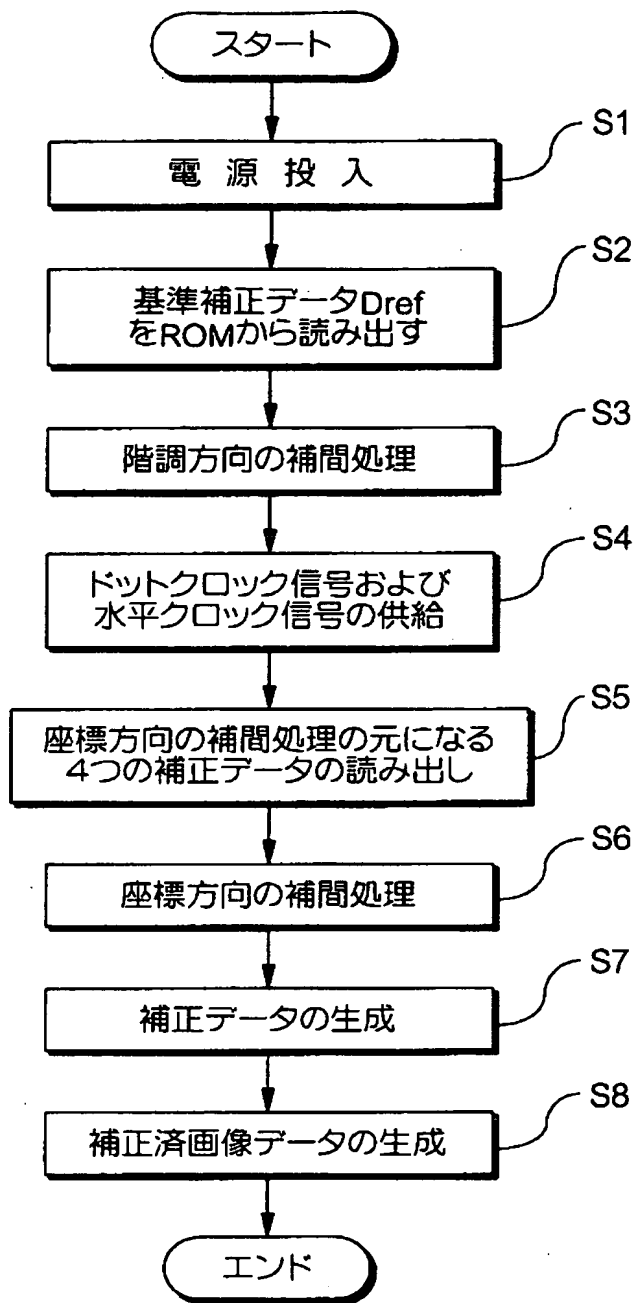 スタート
S1
電源投入
S2
基準補正データDref
をROMから読み出す
S3
階調方向の補間処理
S4
ドットクロック信号および
水平クロック信号の供給
S5
座標方向の補間処理の元になる
4つの補正データの読み出し
S6
座標方向の補間処理
S7
補正データの生成
S8
補正済画像データの生成
エンド